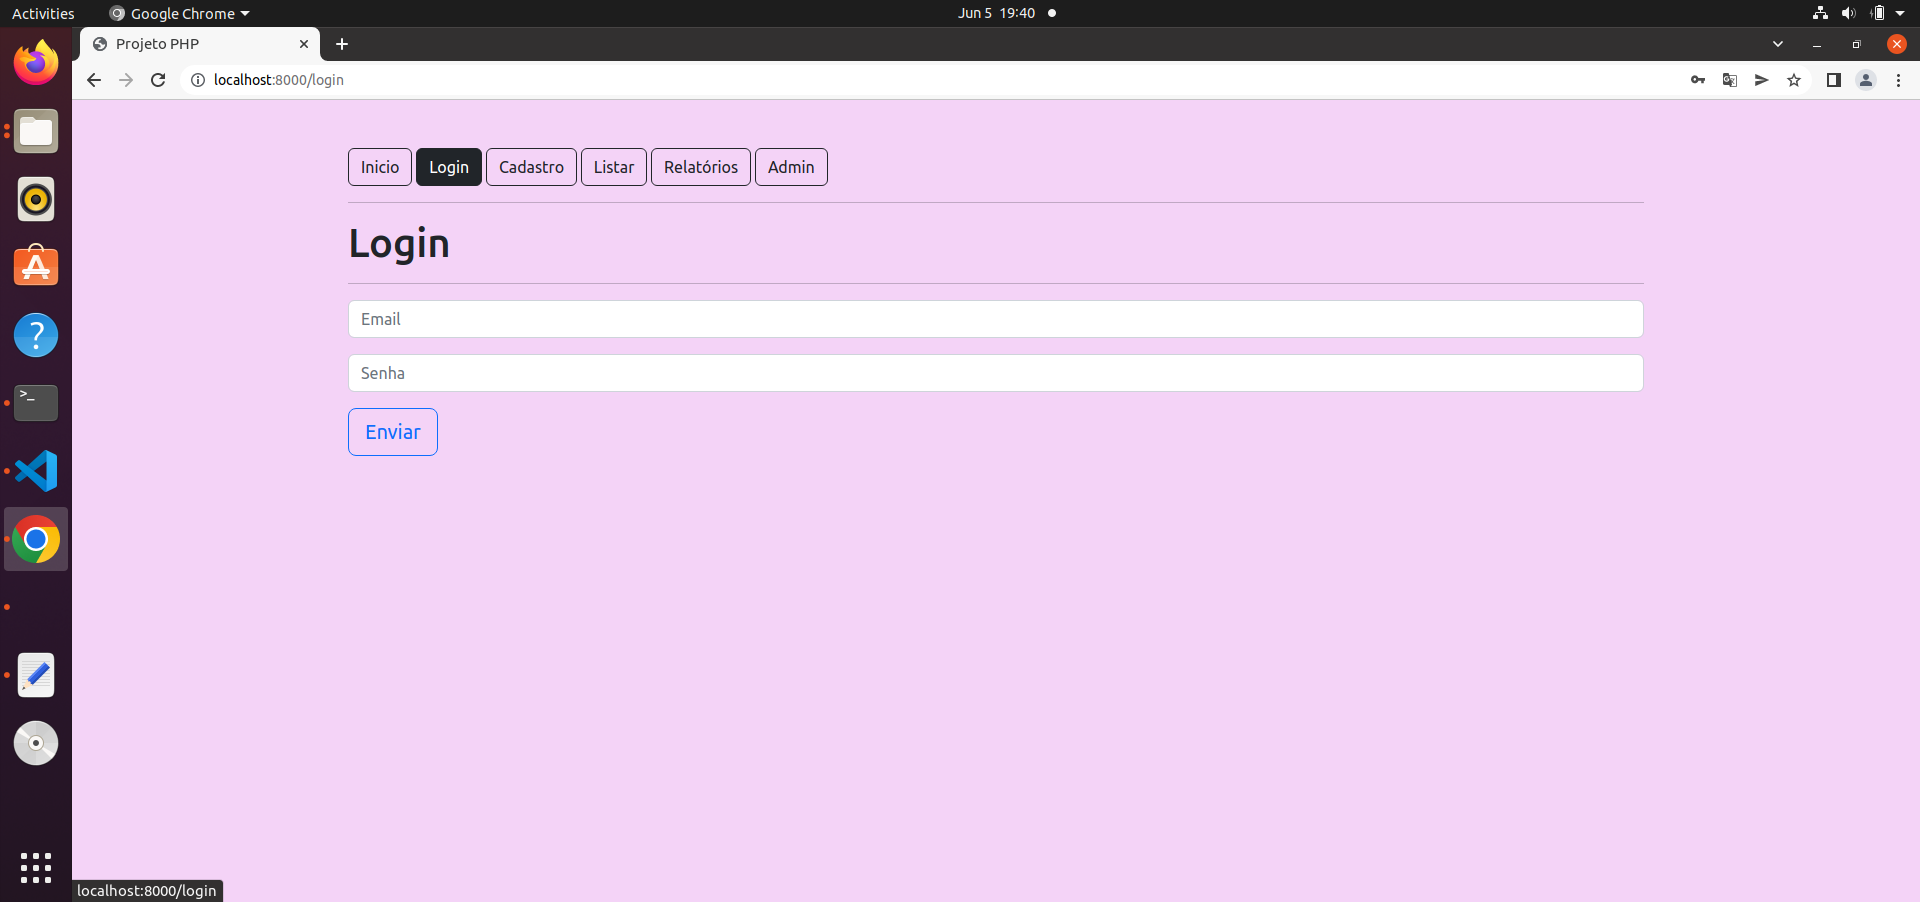 Activities
Google Chrome
Jun 5 19:40
Projeto PHP
localhost:8000/login
Inicio
Login
Cadastro
Listar
Relatórios
Admin
Login
Email
Senha
Enviar
localhost:8000/login